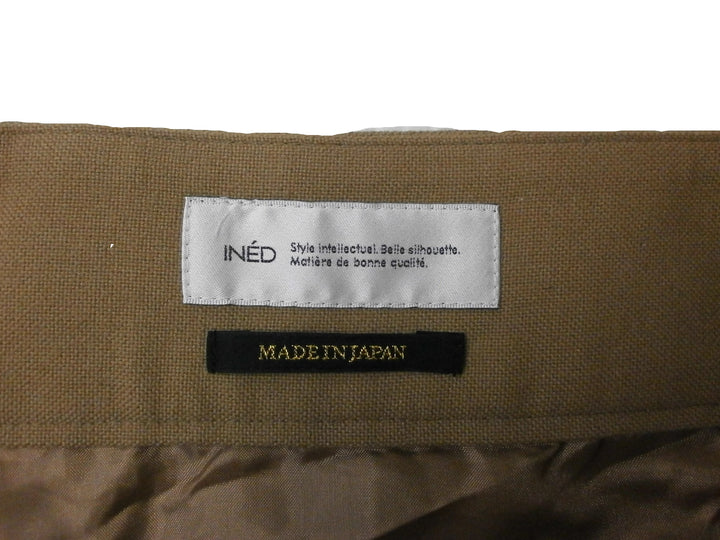 INÉD
Style intellectuel. Belle silhouette.
Matière de bonne qualité.
MADE IN JAPAN